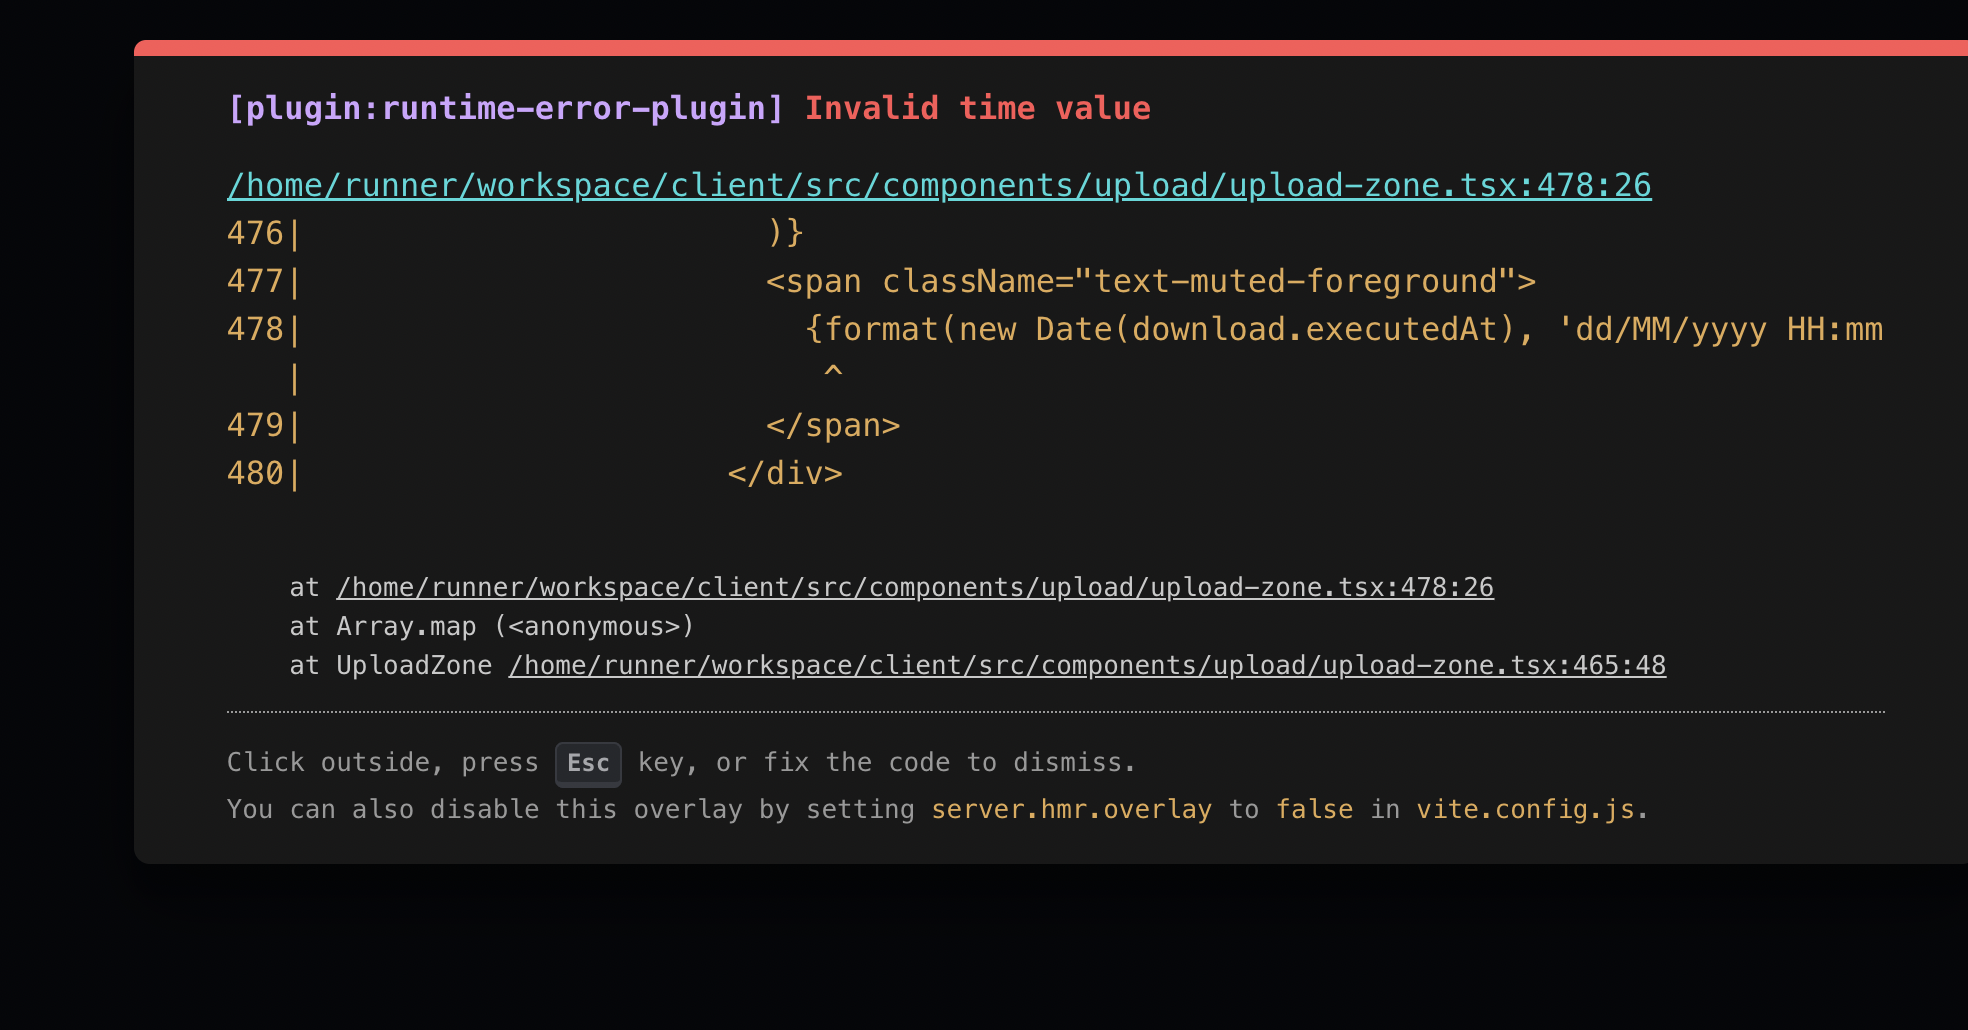 [plugin:runtime-error-plugin] Invalid time value
/home/runner/workspace/client/src/components/upload/upload-zone.tsx:478:26
476|                        )}
477|                        <span className="text-muted-foreground">
478|                          {format(new Date(download.executedAt), 'dd/MM/yyyy HH:mm
   |                           ^
479|                        </span>
480|                      </div>
at /home/runner/workspace/client/src/components/upload/upload-zone.tsx:478:26
at Array.map (<anonymous>)
at UploadZone /home/runner/workspace/client/src/components/upload/upload-zone.tsx:465:48
Click outside, press Esc key, or fix the code to dismiss.
You can also disable this overlay by setting server.hmr.overlay to false in vite.config.js.